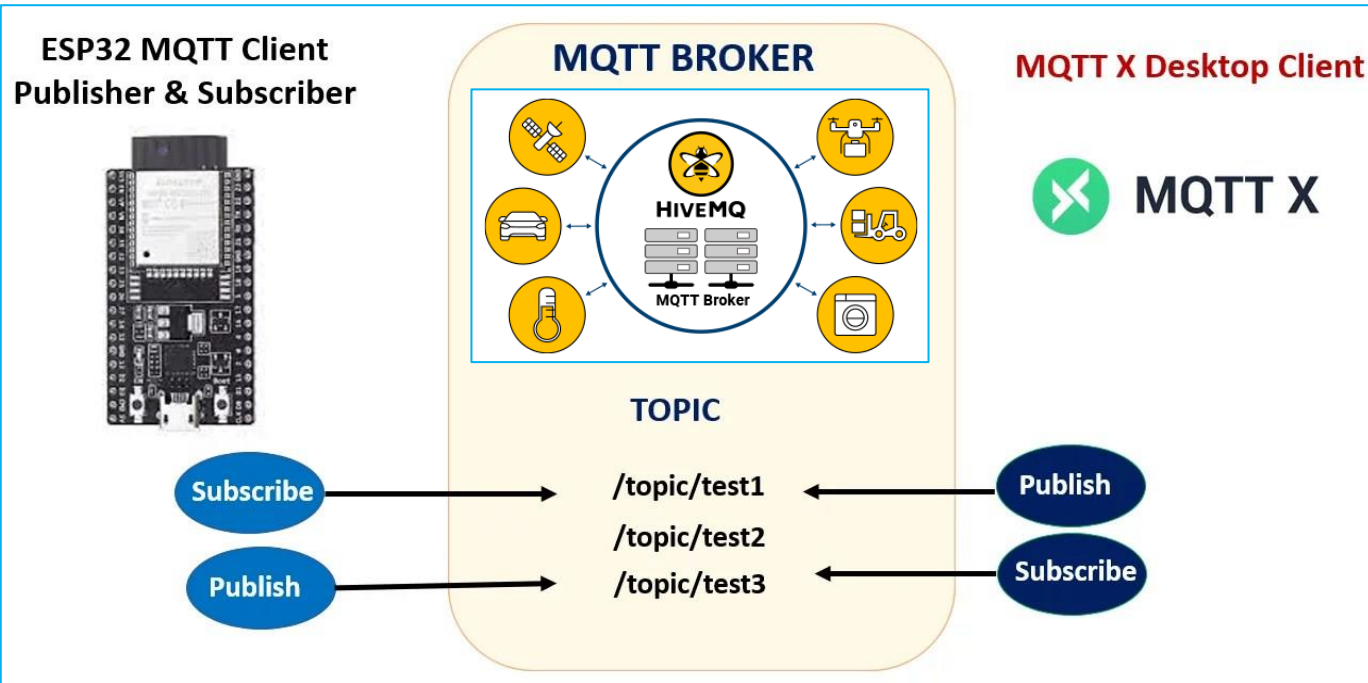 ESP32 MQTT Client
Publisher & Subscriber
MQTT BROKER
HIVEMQ
MQTT Broker
MQTT X Desktop Client
MQTT X
TOPIC
Subscribe
/topic/test1
Publish
/topic/test2
Publish
/topic/test3
Subscribe